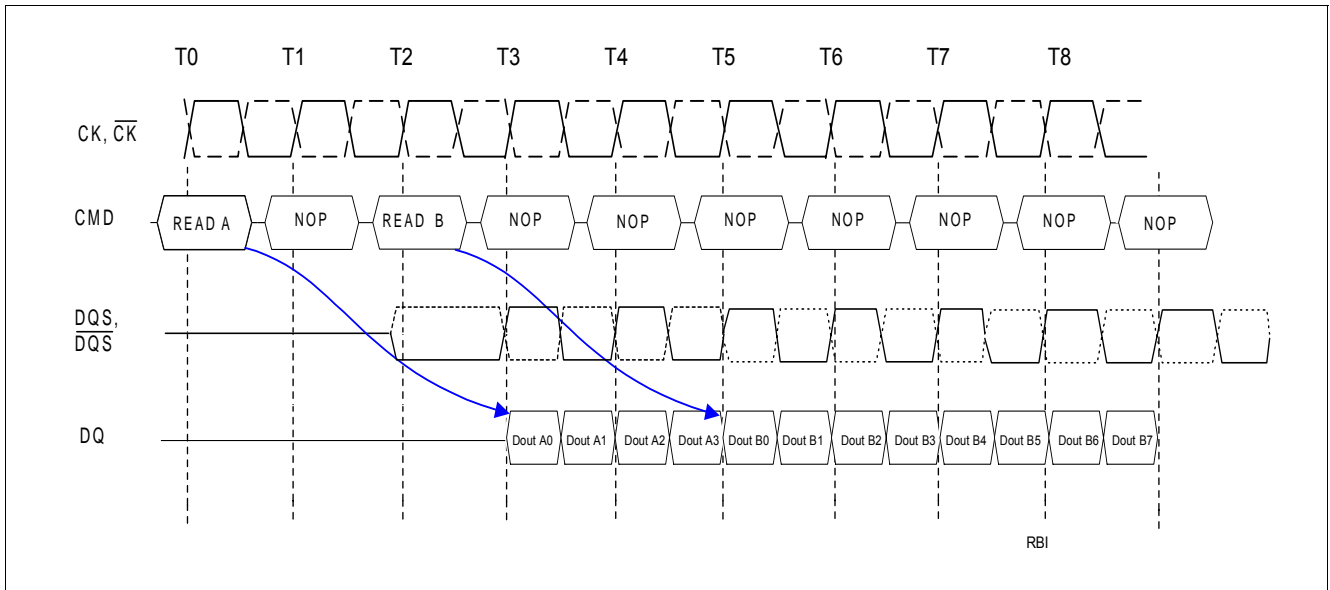 T0 T1 T2 T3 T4 T5 T6 T7 T8
CK, CK
CMD READ A NOP READ B NOP NOP NOP NOP NOP NOP NOP
DQS,
DQS
DQ Dout A0 Dout A1 Dout A2 Dout A3 Dout B0 Dout B1 Dout B2 Dout B3 Dout B4 Dout B5 Dout B6 Dout B7
RBI